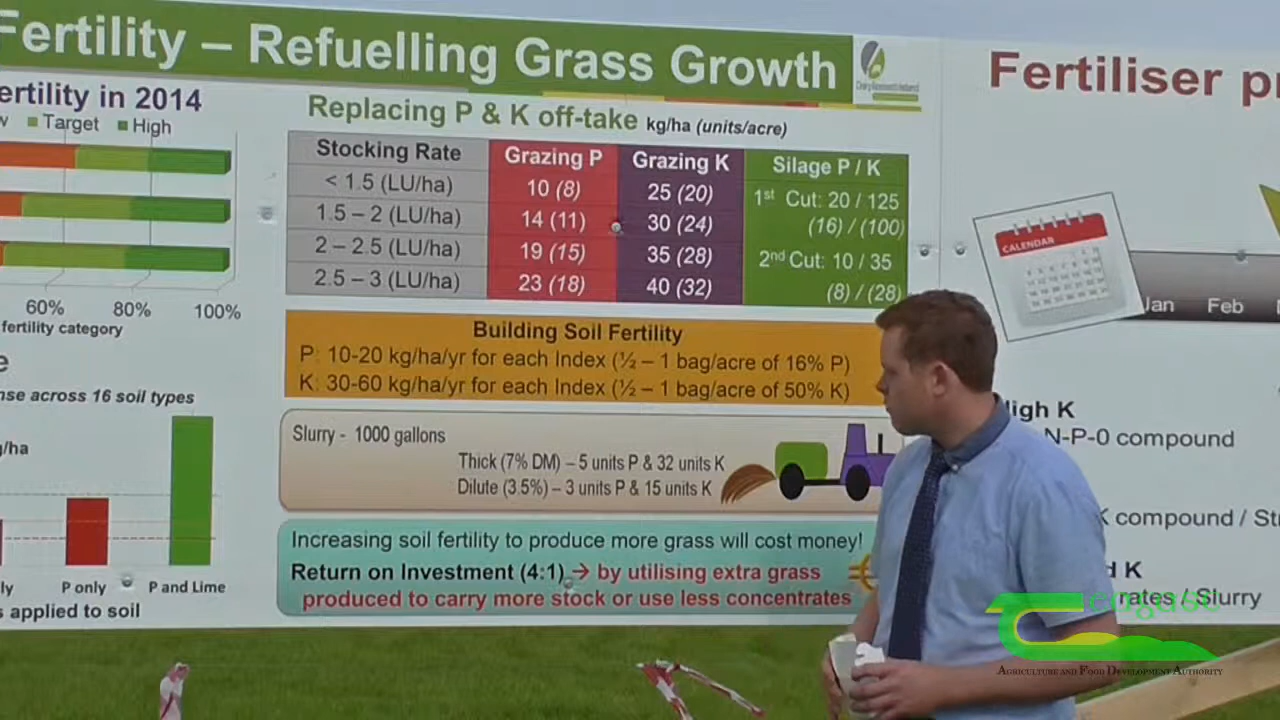 Fertility – Refuelling Grass Growth
ertility in 2014
Target High
60% 80% 100%
fertility category
nse across 16 soil types
/ha
P only P and Lime
applied to soil
Replacing P & K off-take kg/ha (units/acre)
Stocking Rate Grazing P Grazing K Silage P / K
< 1.5 (LU/ha) 10 (8) 25 (20) 1st Cut: 20 / 125
1.5 – 2 (LU/ha) 14 (11) 30 (24) (16) / (100)
2 – 2.5 (LU/ha) 19 (15) 35 (28) 2nd Cut: 10 / 35
2.5 – 3 (LU/ha) 23 (18) 40 (32) (8) / (28)
Building Soil Fertility
P: 10-20 kg/ha/yr for each Index (½ – 1 bag/acre of 16% P)
K: 30-60 kg/ha/yr for each Index (½ – 1 bag/acre of 50% K)
Slurry - 1000 gallons
Thick (7% DM) – 5 units P & 32 units K
Dilute (3.5%) – 3 units P & 15 units K
Increasing soil fertility to produce more grass will cost money!
Return on Investment (4:1) → by utilising extra grass
produced to carry more stock or use less concentrates
Fertiliser p
CALENDAR
Jan Feb
High K
N-P-0 compound
K compound / St
d K
rates / Slurry
Teagasc
AGRICULTURE AND FOOD DEVELOPMENT AUTHORITY